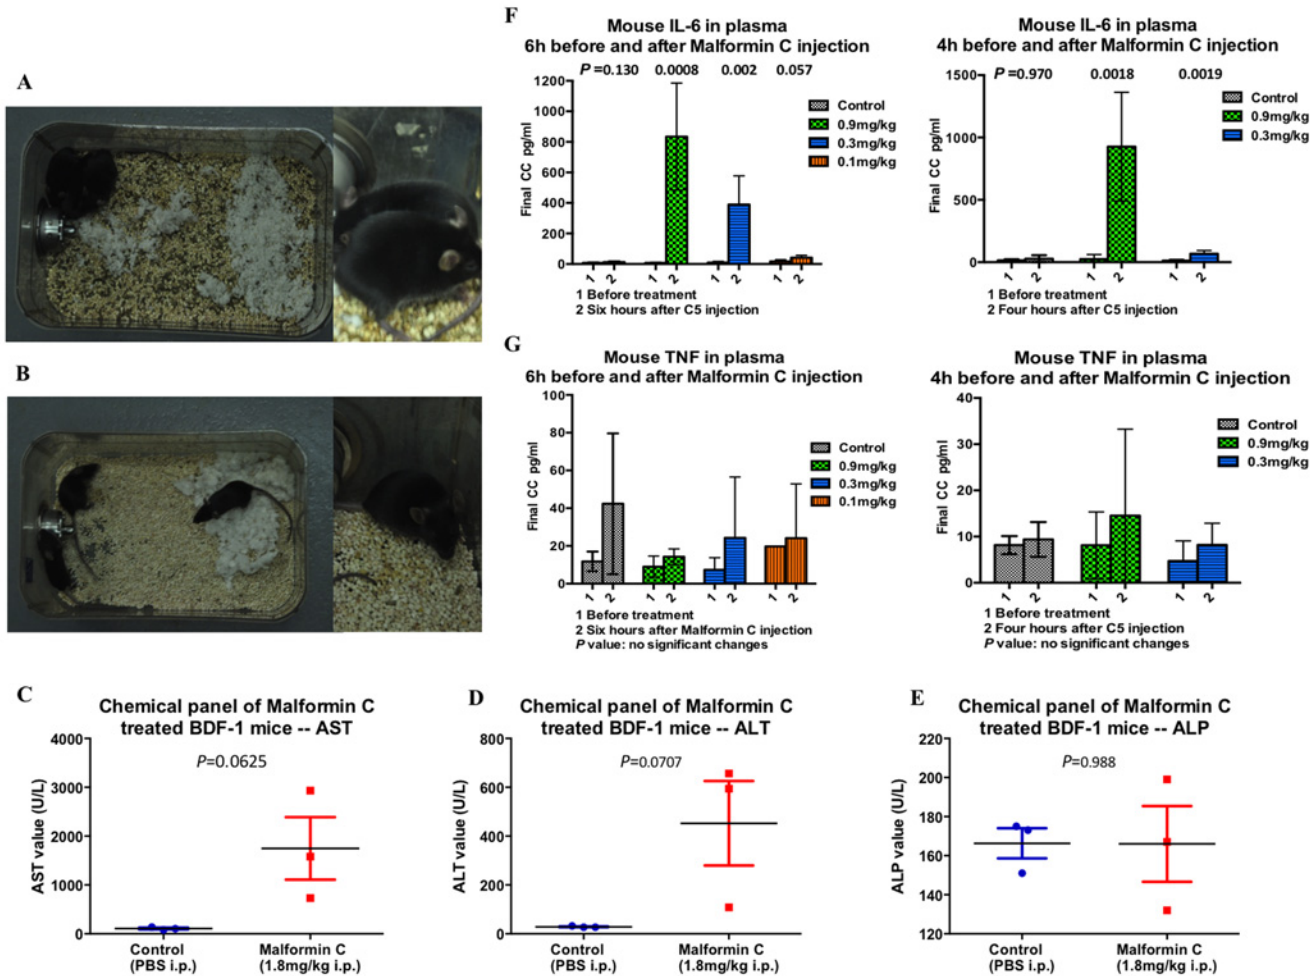 A
B
F
Mouse IL-6 in plasma
6h before and after Malformin C injection
P =0.130 0.0008 0.002 0.057
1200
1000
800
600
400
200
0
Final CC pg/ml
1 2 1 2 1 2 1 2
Control
0.9mg/kg
0.3mg/kg
0.1mg/kg
1 Before treatment
2 Six hours after C5 injection
Mouse IL-6 in plasma
4h before and after Malformin C injection
P =0.970 0.0018 0.0019
1500
1000
500
0
Final CC pg/ml
1 2 1 2 1 2
Control
0.9mg/kg
0.3mg/kg
1 Before treatment
2 Four hours after C5 injection
G
Mouse TNF in plasma
6h before and after Malformin C injection
100
80
60
40
20
0
Final CC pg/ml
1 2 1 2 1 2 1 2
Control
0.9mg/kg
0.3mg/kg
0.1mg/kg
1 Before treatment
2 Six hours after Malformin C injection
P value: no significant changes
Mouse TNF in plasma
4h before and after Malformin C injection
40
30
20
10
0
Final CC pg/ml
1 2 1 2 1 2
Control
0.9mg/kg
0.3mg/kg
1 Before treatment
2 Four hours after C5 injection
P value: no significant changes
C
Chemical panel of Malformin C
treated BDF-1 mice -- AST
P=0.0625
4000
3000
2000
1000
0
AST value (U/L)
Control
(PBS i.p.)
Malformin C
(1.8mg/kg i.p.)
D
Chemical panel of Malformin C
treated BDF-1 mice -- ALT
P=0.0707
800
600
400
200
0
ALT value (U/L)
Control
(PBS i.p.)
Malformin C
(1.8mg/kg i.p.)
E
Chemical panel of Malformin C
treated BDF-1 mice -- ALP
P=0.988
220
200
180
160
140
120
ALP value (U/L)
Control
(PBS i.p.)
Malformin C
(1.8mg/kg i.p.)